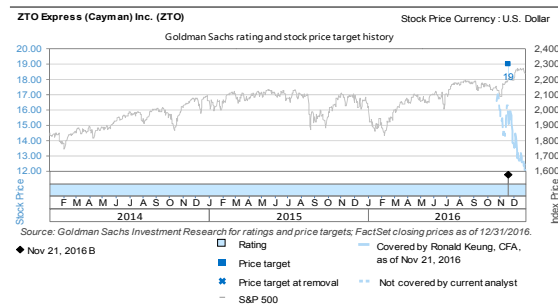 ZTO Express (Cayman) Inc. (ZTO) Stock Price Currency : U.S. Dollar
Goldman Sachs rating and stock price target history
20.00 2,400
19.00 2,300
19
18.00 2,200
17.00 2,100
16.00 2,000
15.00 1,900
14.00 1,800
13.00 1,700
12.00 1,600
Stock Price
Index Price
F M A M J J A S O N D J F M A M J J A S O N D J F M A M J J A S O N D
2014 2015 2016
Source: Goldman Sachs Investment Research for ratings and price targets; FactSet closing prices as of 12/31/2016.
Nov 21, 2016 B
Rating
Price target
Price target at removal
S&P 500
Covered by Ronald Keung, CFA,
as of Nov 21, 2016
Not covered by current analyst